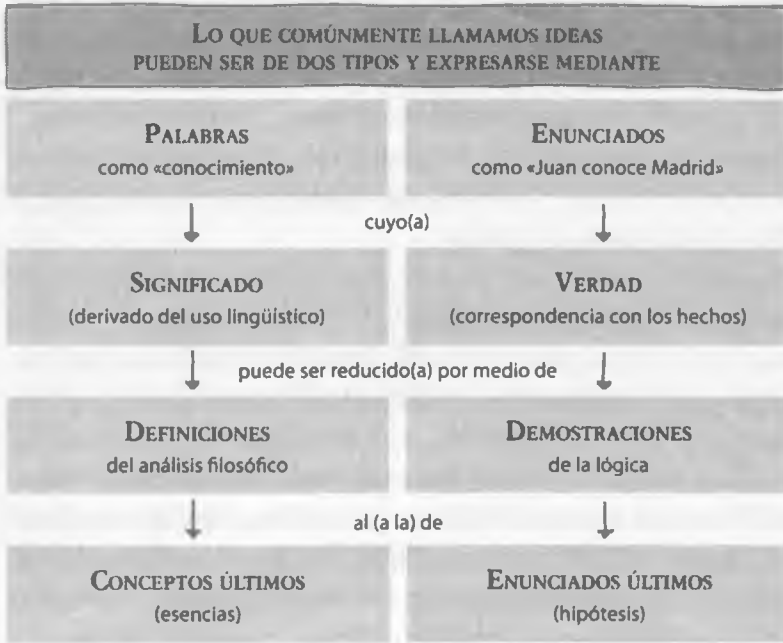 LO QUE COMÚNMENTE LLAMAMOS IDEAS
PUEDEN SER DE DOS TIPOS Y EXPRESARSE MEDIANTE
PALABRAS
como «conocimiento»
ENUNCIADOS
como «Juan conoce Madrid»
cuyo(a)
SIGNIFICADO
(derivado del uso lingüístico)
VERDAD
(correspondencia con los hechos)
puede ser reducido(a) por medio de
DEFINICIONES
del análisis filosófico
DEMOSTRACIONES
de la lógica
al (a la) de
CONCEPTOS ÚLTIMOS
(esencias)
ENUNCIADOS ÚLTIMOS
(hipótesis)